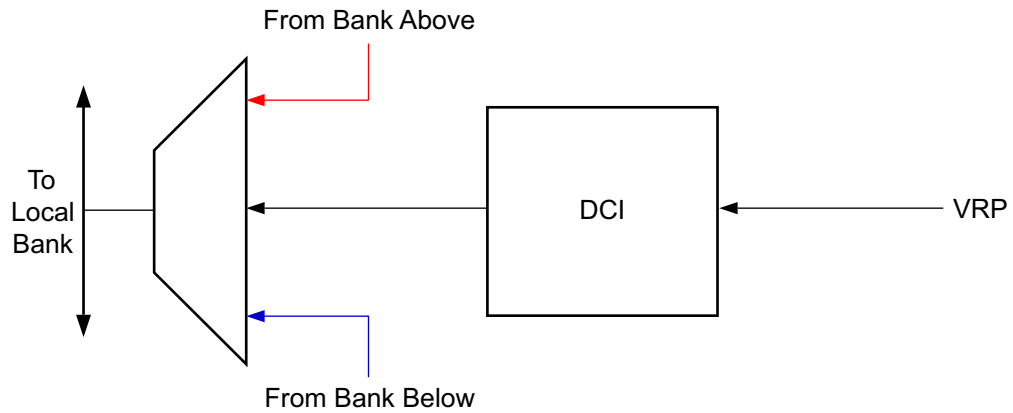 From Bank Above
To
Local
Bank
DCI
VRP
From Bank Below